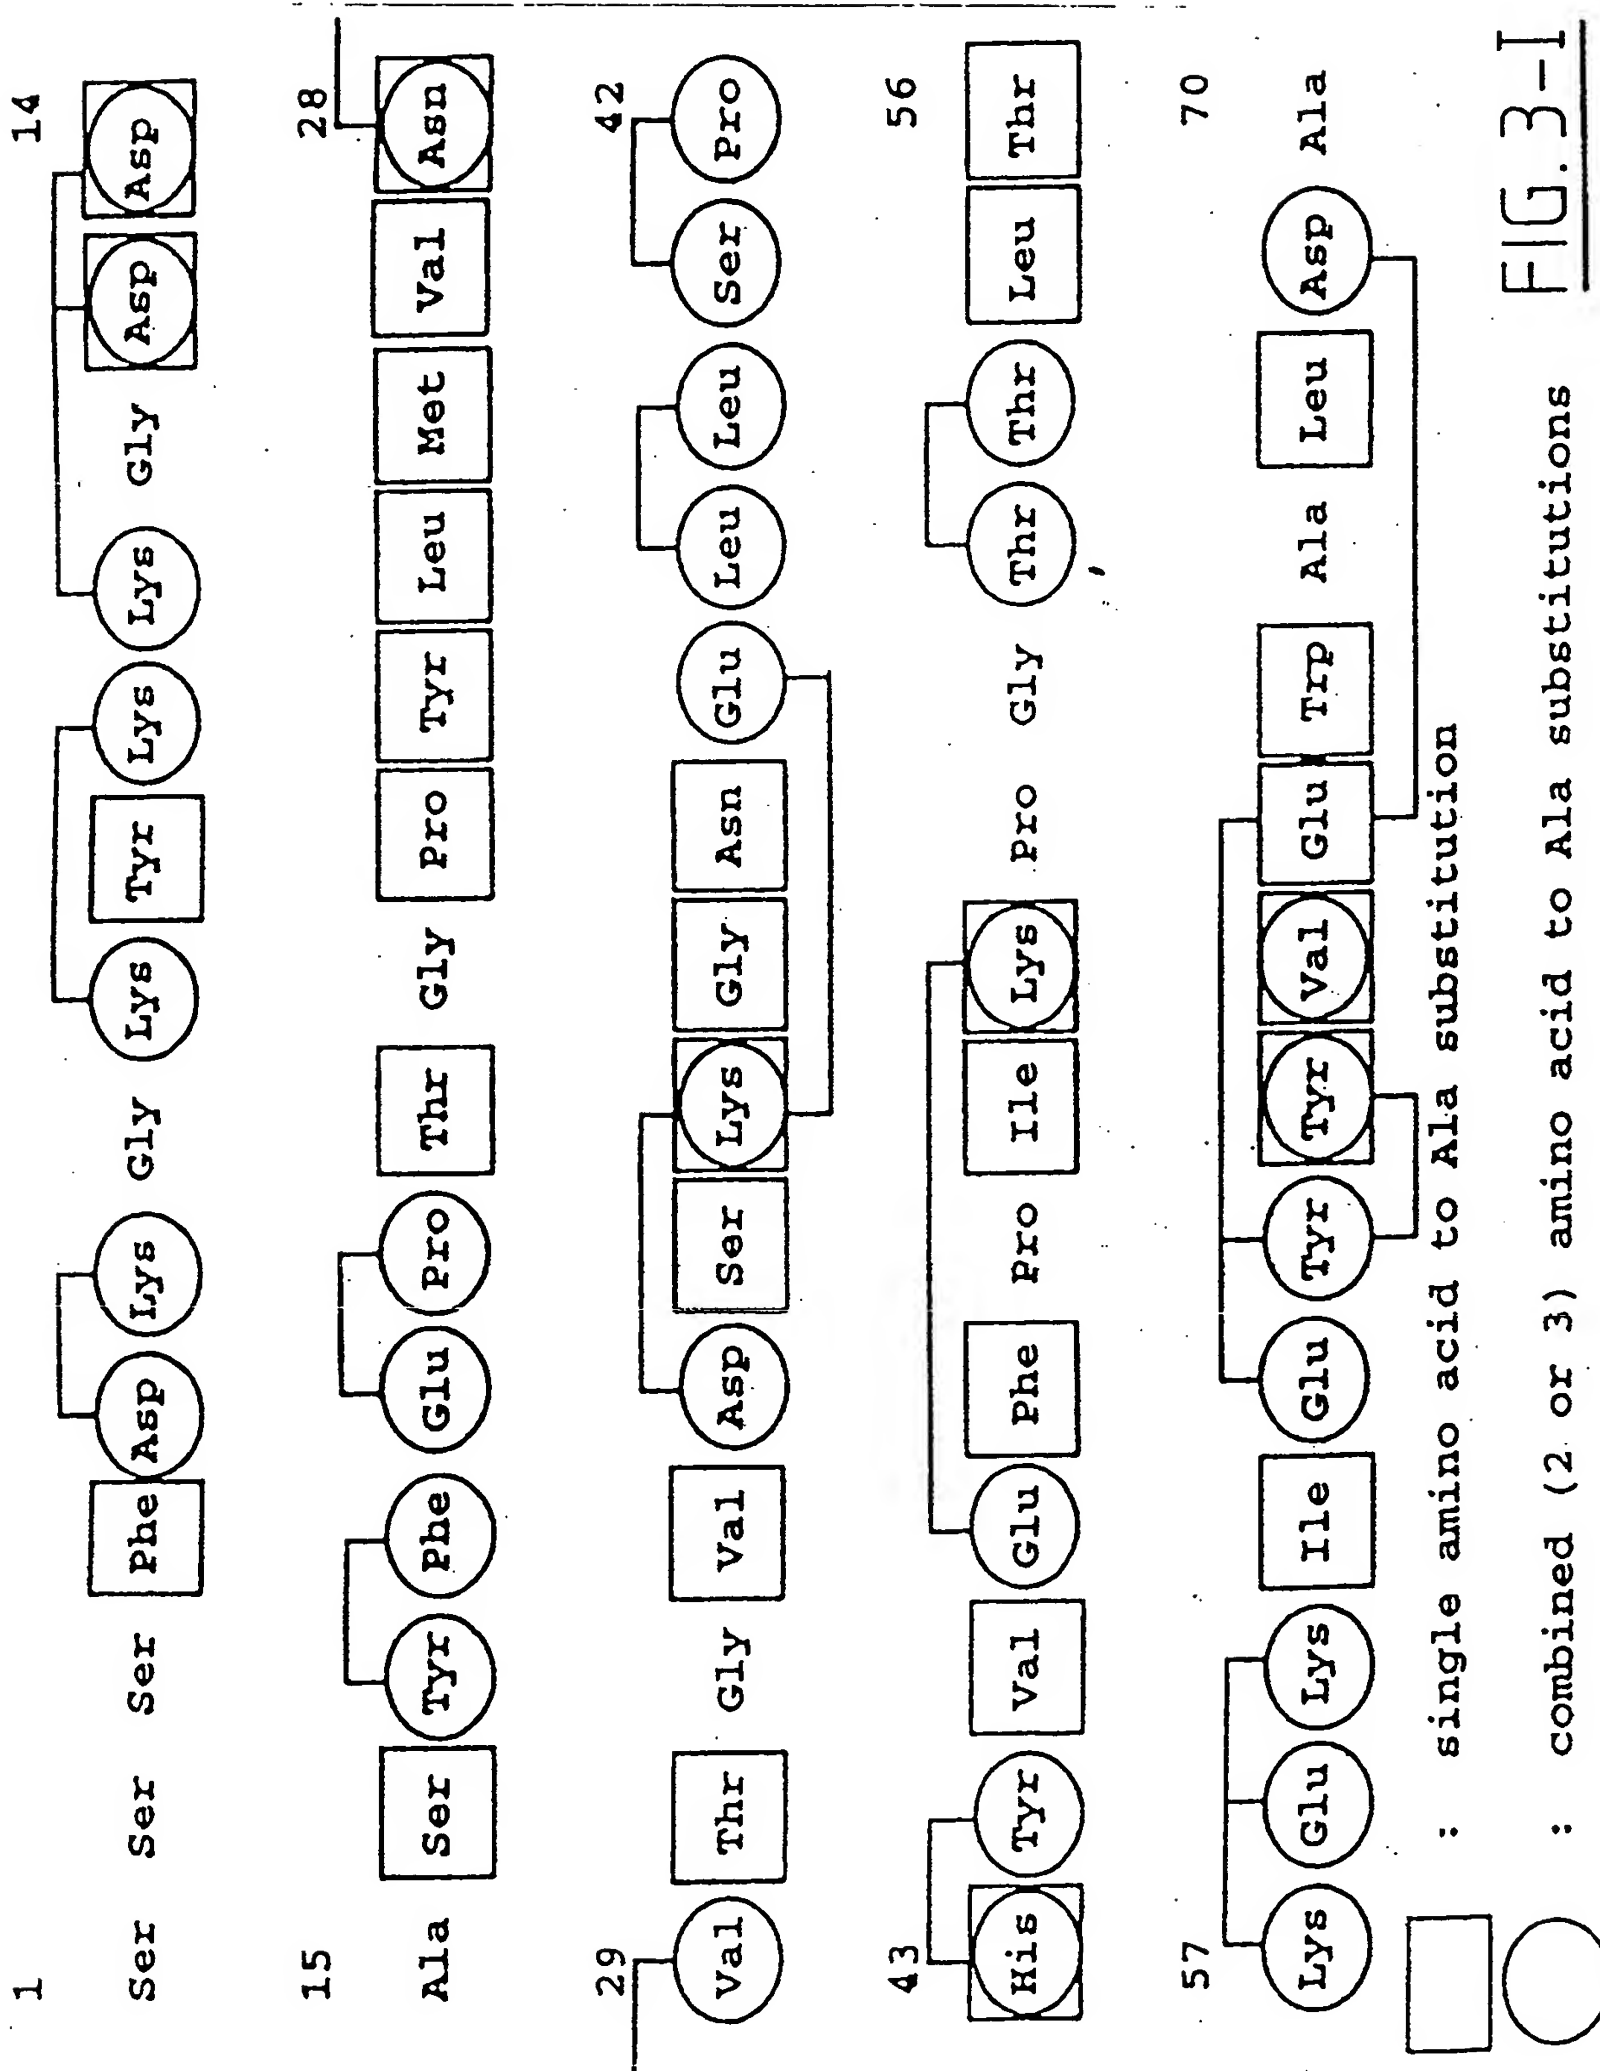 1 14
Ser Ser Ser Phe Asp Lys Gly Lys Tyr Lys Lys Gly Asp Asp
15 28
Ala Ser Tyr Phe Glu Pro Thr Gly Pro Tyr Leu Met Val Asn
29 42
Val Thr Gly Val Asp Ser Lys Gly Asn Glu Leu Leu Ser Pro
43 56
His Tyr Val Glu Phe Pro Ile Lys Pro Gly Thr Thr Leu Thr
57 70
Lys Glu Lys Ile Glu Tyr Tyr Val Glu Trp Ala Leu Asp Ala
: single amino acid to Ala substitution
: combined (2 or 3) amino acid to Ala substitutions
FIG.3-I